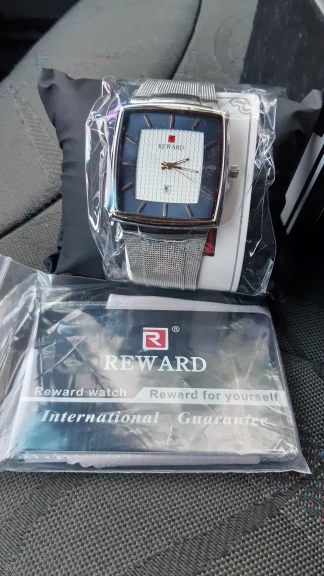 REWARD
R ®
REWARD
Reward watch Reward for yourself
International Guarantee